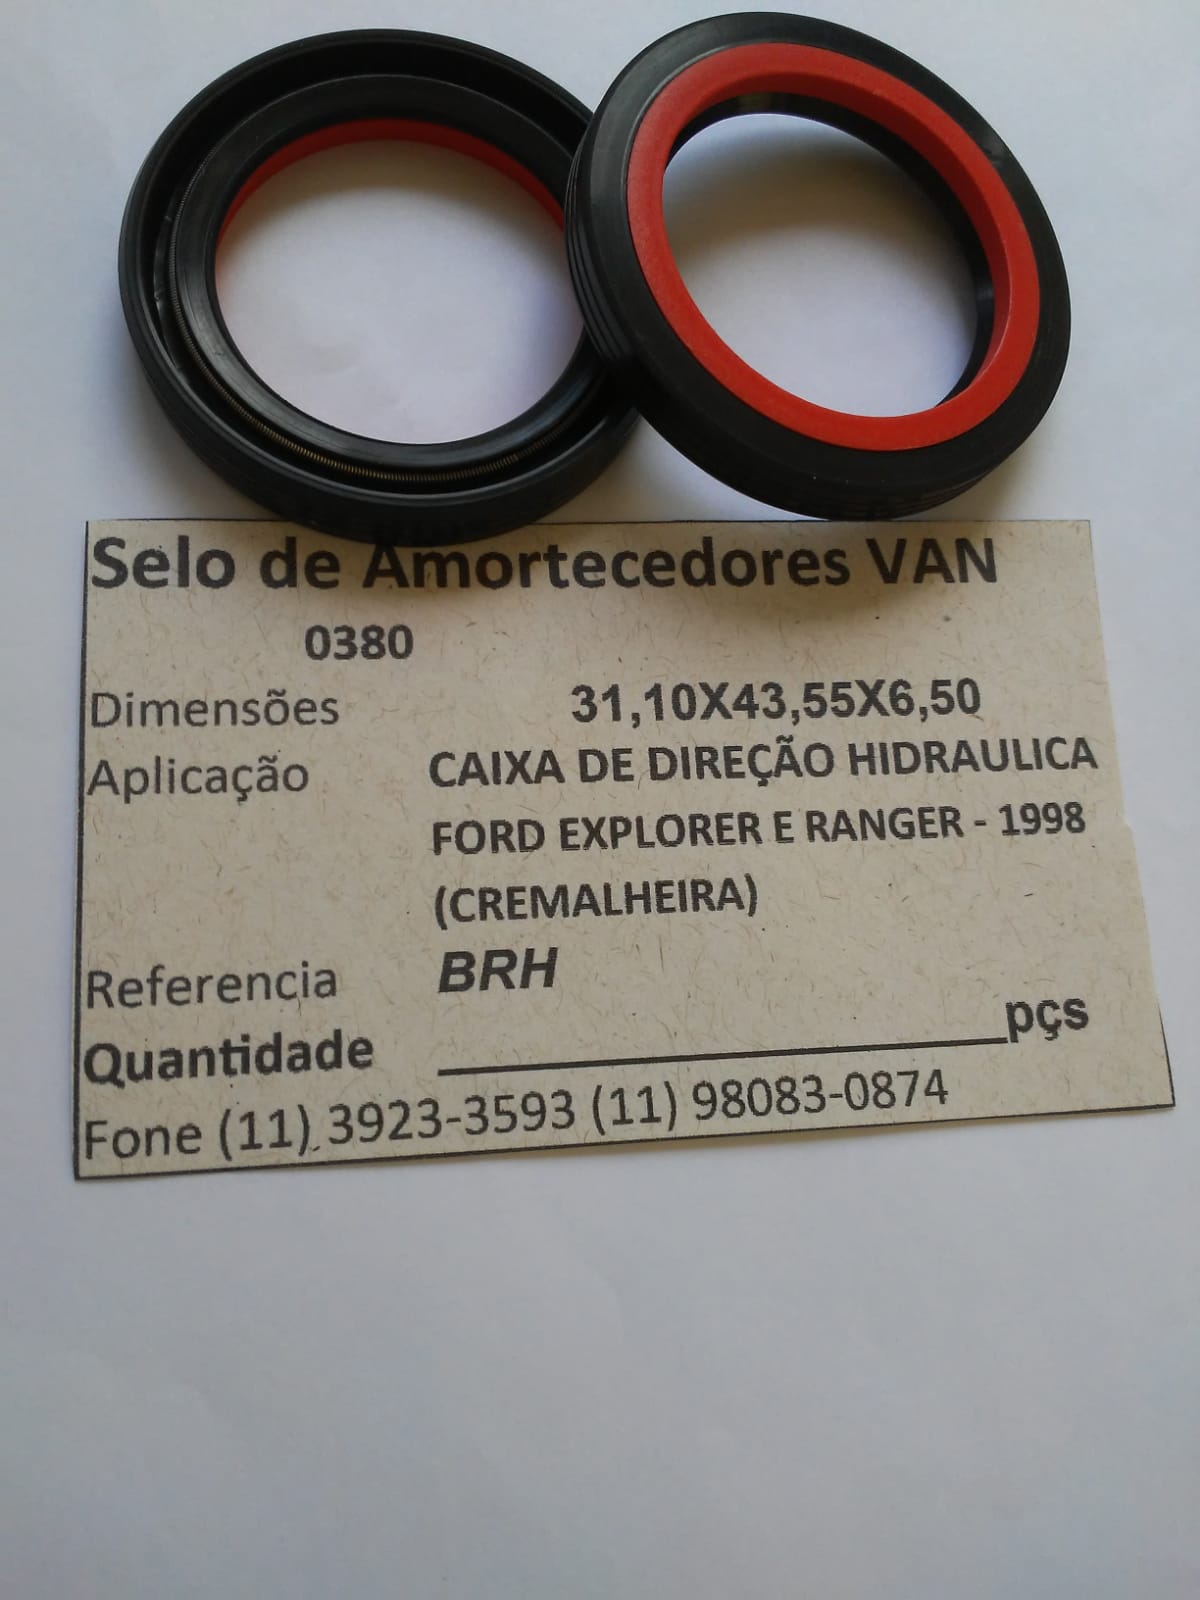 Selo de Amortecedores VAN
0380
Dimensões 31,10X43,55X6,50
Aplicação CAIXA DE DIREÇÃO HIDRAULICA
FORD EXPLORER E RANGER - 1998
(CREMALHEIRA)
Referencia BRH
Quantidade ____________________pçs
Fone (11) 3923-3593 (11) 98083-0874